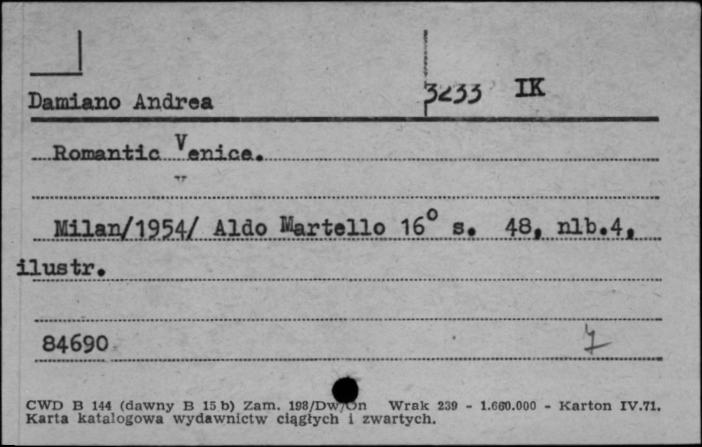 Damiano Andrea 3233 IK
Romantic Venice.
Milan/1954/ Aldo Martello 16° s. 48, nlb.4,
ilustr.
84690 7
CWD B 144 (dawny B 15 b) Zam. 198/Dw/On Wrak 239 - 1.660.000 - Karton IV.71.
Karta katalogowa wydawnictw ciągłych i zwartych.